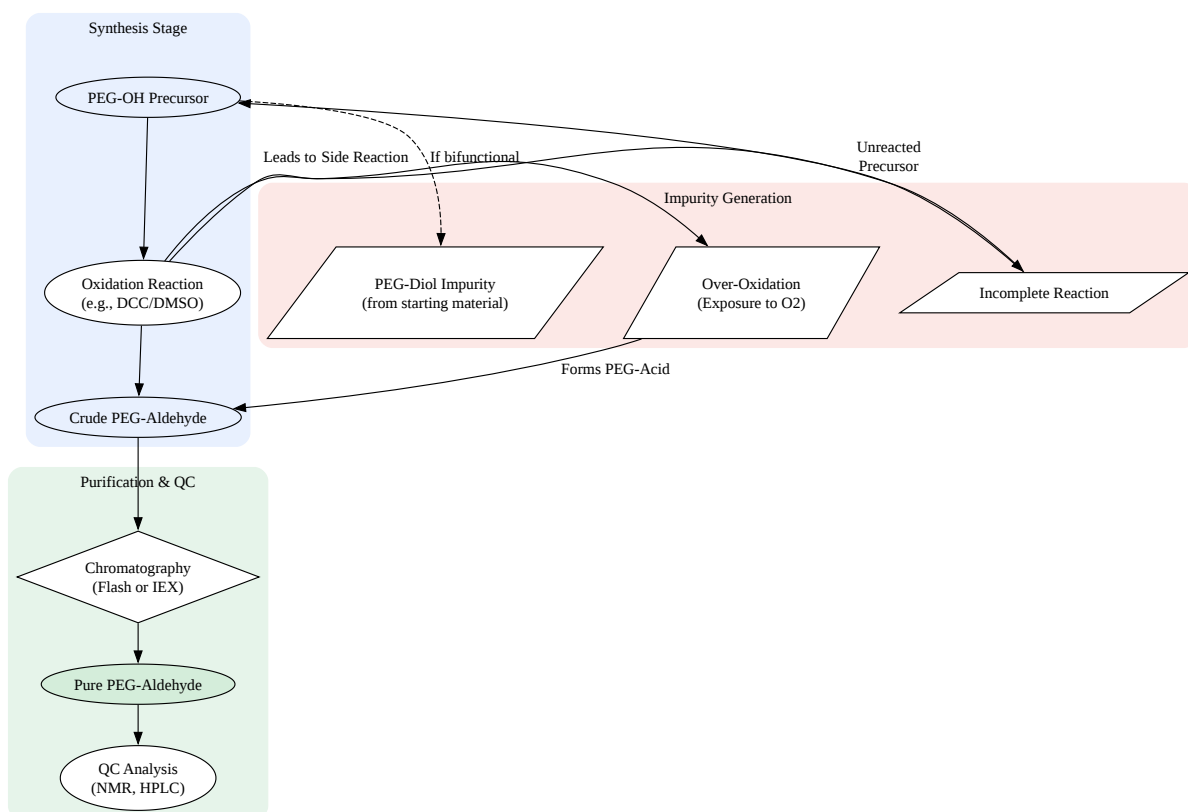 Synthesis Stage
PEG-OH Precursor
Leads to Side Reaction
If bifunctional
Unreacted
Precursor
Impurity Generation
Oxidation Reaction
(e.g., DCC/DMSO)
PEG-Diol Impurity
(from starting material)
Over-Oxidation
(Exposure to O2)
Incomplete Reaction
Forms PEG-Acid
Crude PEG-Aldehyde
Purification & QC
Chromatography
(Flash or IEX)
Pure PEG-Aldehyde
QC Analysis
(NMR, HPLC)